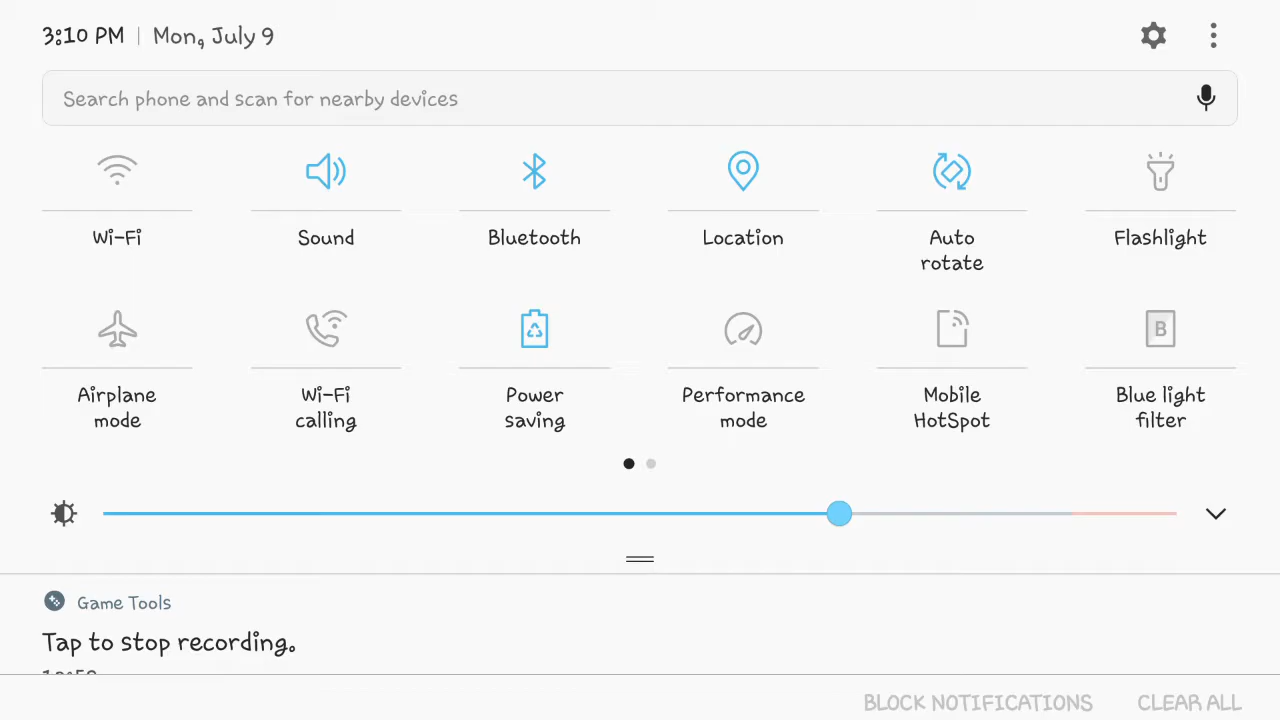 3:10 PM | Mon, July 9
Search phone and scan for nearby devices
Wi-Fi
Sound
Bluetooth
Location
Auto
rotate
Flashlight
Airplane
mode
Wi-Fi
calling
Power
saving
Performance
mode
Mobile
HotSpot
B
Blue light
filter
Game Tools
Tap to stop recording.
BLOCK NOTIFICATIONS
CLEAR ALL